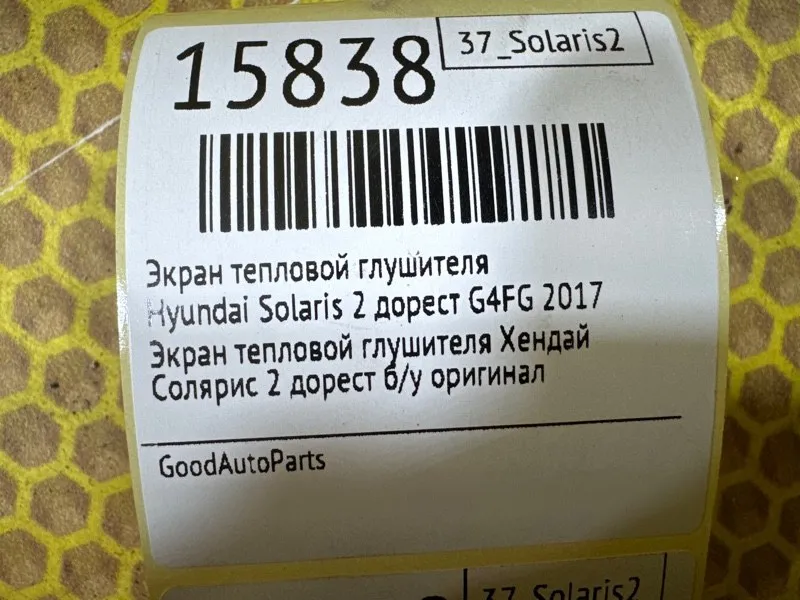 15838
37_Solaris2
Экран тепловой глушителя
Hyundai Solaris 2 дорест G4FG 2017
Экран тепловой глушителя Хендай
Солярис 2 дорест б/у оригинал
GoodAutoParts
37_Solaris2